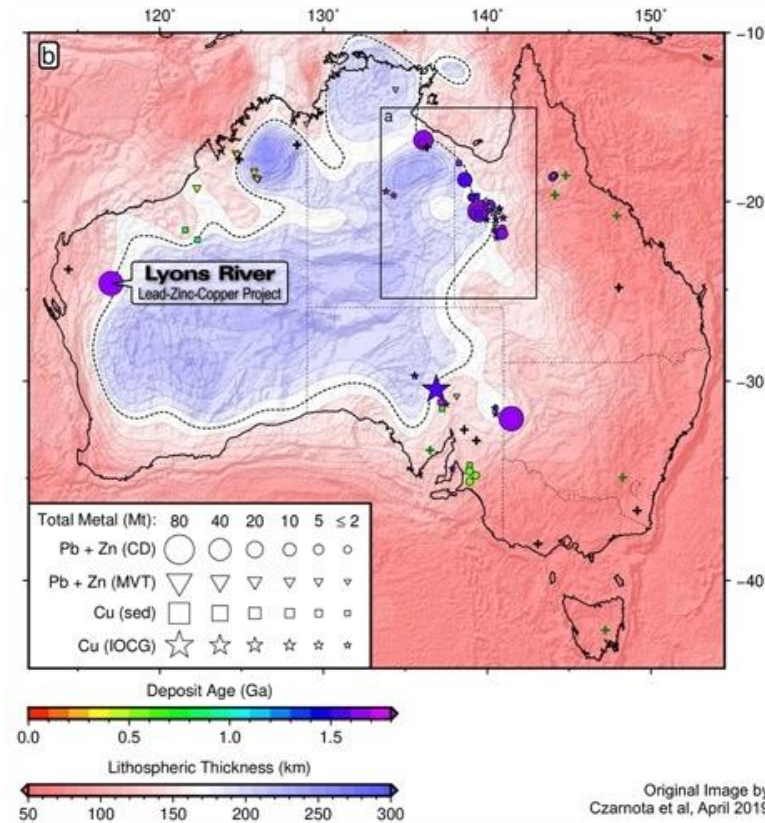 120˚ 130˚ 140˚ 150˚
b
-10
a
-20
Lyons River
Lead-Zinc-Copper Project
-30
Total Metal (Mt): 80 40 20 10 5 ≤ 2
Pb + Zn (CD)
Pb + Zn (MVT)
Cu (sed)
Cu (IOCG)
-40
Deposit Age (Ga)
0.0 0.5 1.0 1.5
Lithospheric Thickness (km)
50 100 150 200 250 300
Original Image by
Czarnota et al, April 2019